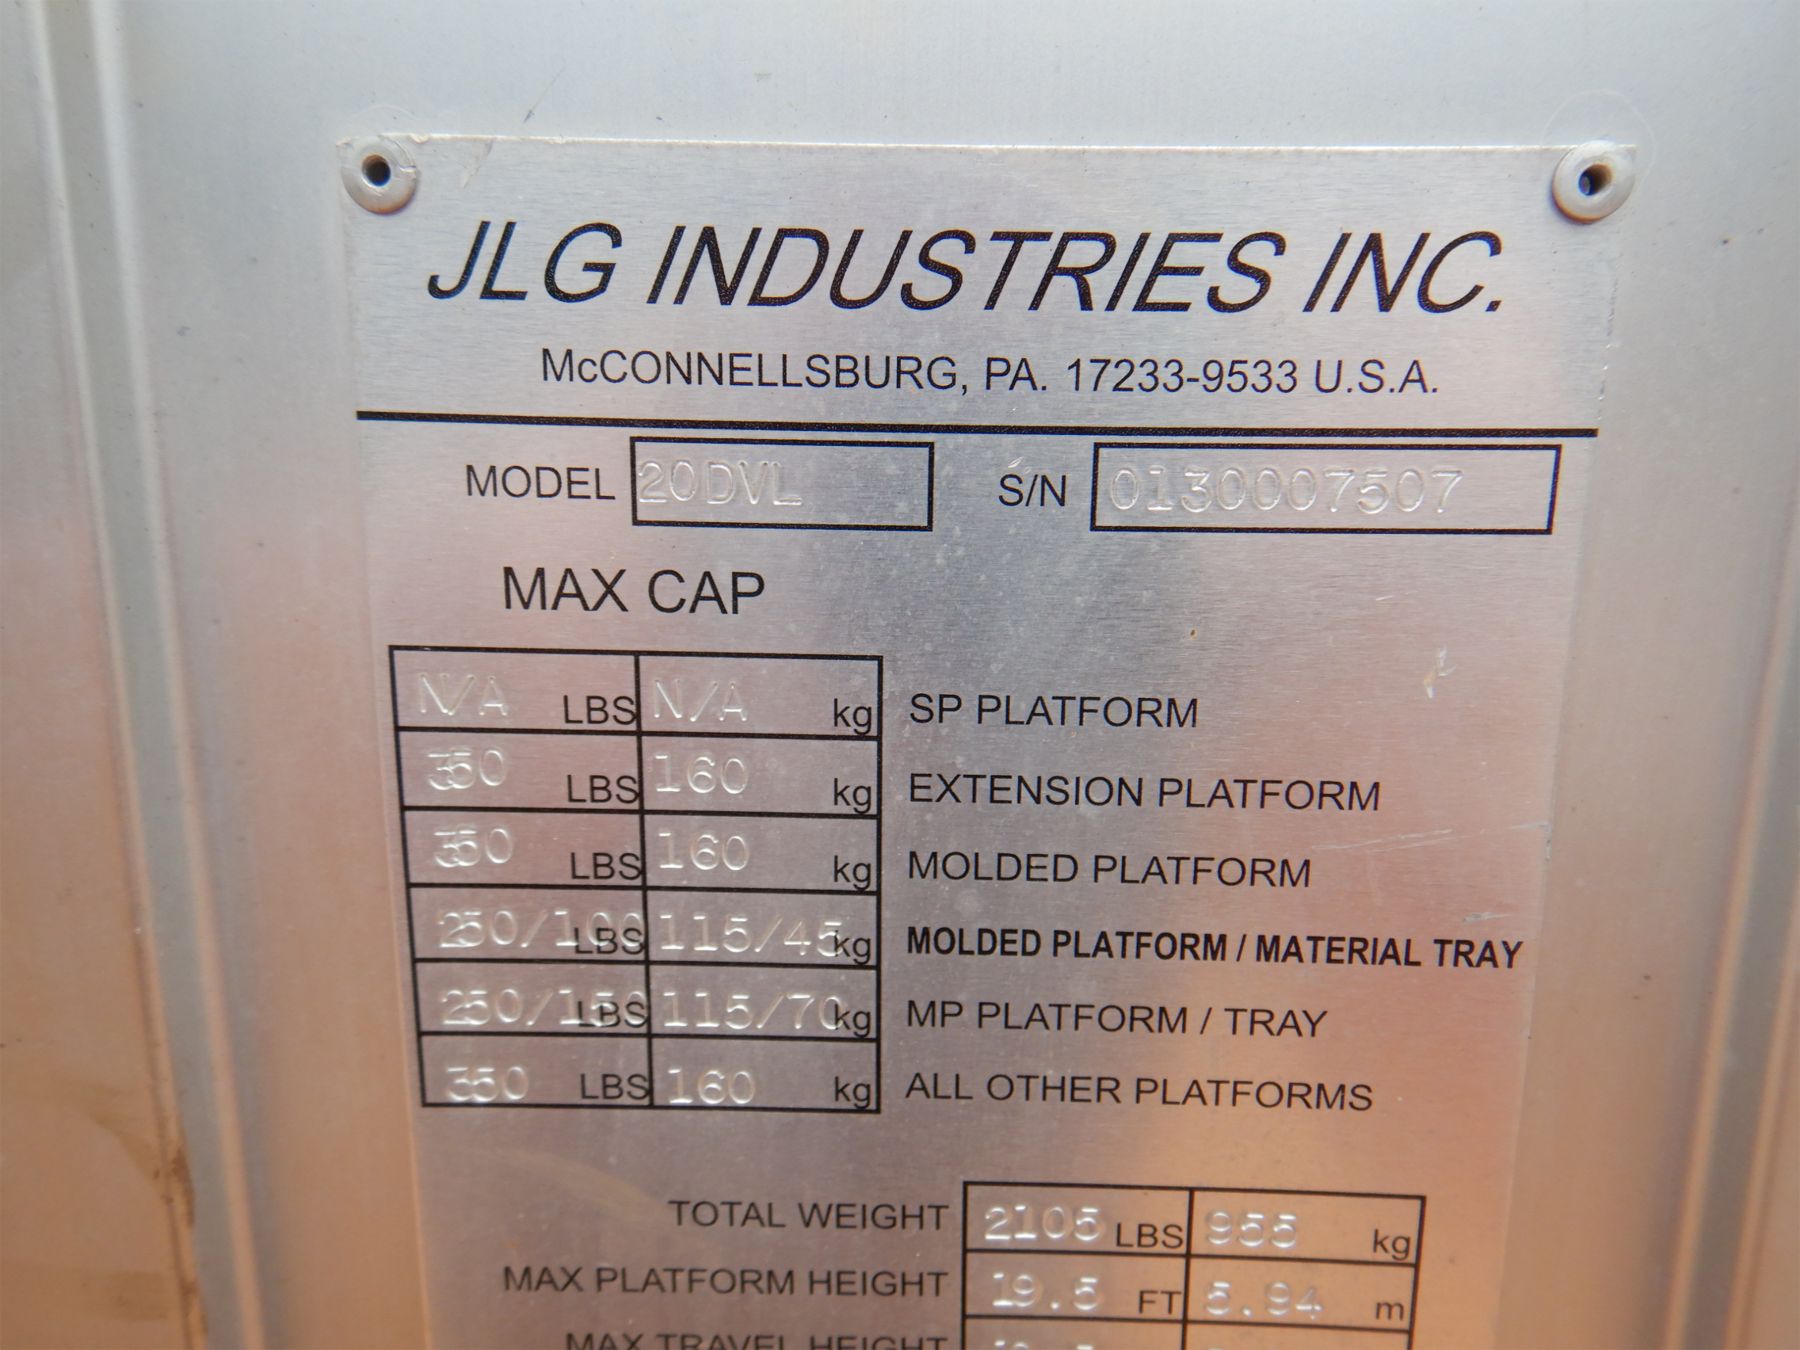 JLG INDUSTRIES INC.
McCONNELLSBURG, PA. 17233-9533 U.S.A.
MODEL 20DVL S/N 0130007507
MAX CAP
N/A LBS N/A kg SP PLATFORM
350 LBS 160 kg EXTENSION PLATFORM
350 LBS 160 kg MOLDED PLATFORM
250/100 LBS 115/45 kg MOLDED PLATFORM / MATERIAL TRAY
250/150 LBS 115/70 kg MP PLATFORM / TRAY
350 LBS 160 kg ALL OTHER PLATFORMS
TOTAL WEIGHT 2105 LBS 955 kg
MAX PLATFORM HEIGHT 19.5 FT 5.94 m
MAX TRAVEL HEIGHT